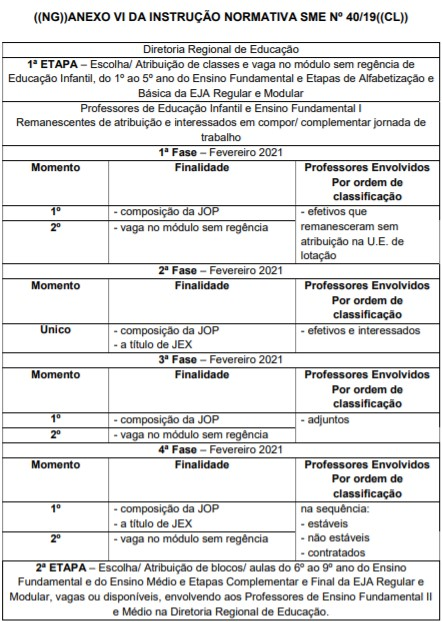 ((NG))ANEXO VI DA INSTRUÇÃO NORMATIVA SME Nº 40/19((CL))
Diretoria Regional de Educação
1ª ETAPA – Escolha/ Atribuição de classes e vaga no módulo sem regência de
Educação Infantil, do 1º ao 5º ano do Ensino Fundamental e Etapas de Alfabetização e
Básica da EJA Regular e Modular
Professores de Educação Infantil e Ensino Fundamental I
Remanescentes de atribuição e interessados em compor/ complementar jornada de
trabalho
1ª Fase – Fevereiro 2021
Momento Finalidade Professores Envolvidos
Por ordem de
classificação
1º - composição da JOP - efetivos que
2º - vaga no módulo sem regência remanesceram sem
atribuição na U.E. de
lotação
2ª Fase – Fevereiro 2021
Momento Finalidade Professores Envolvidos
Por ordem de
classificação
Único - composição da JOP - efetivos e interessados
- a título de JEX
3ª Fase – Fevereiro 2021
Momento Finalidade Professores Envolvidos
Por ordem de
classificação
1º - composição da JOP - adjuntos
2º - vaga no módulo sem regência
4ª Fase – Fevereiro 2021
Momento Finalidade Professores Envolvidos
Por ordem de
classificação
1º - composição da JOP na sequência:
- a título de JEX - estáveis
2º - vaga no módulo sem regência - não estáveis
- contratados
2ª ETAPA – Escolha/ Atribuição de blocos/ aulas do 6º ao 9º ano do Ensino
Fundamental e do Ensino Médio e Etapas Complementar e Final da EJA Regular e
Modular, vagas ou disponíveis, envolvendo aos Professores de Ensino Fundamental II
e Médio na Diretoria Regional de Educação.